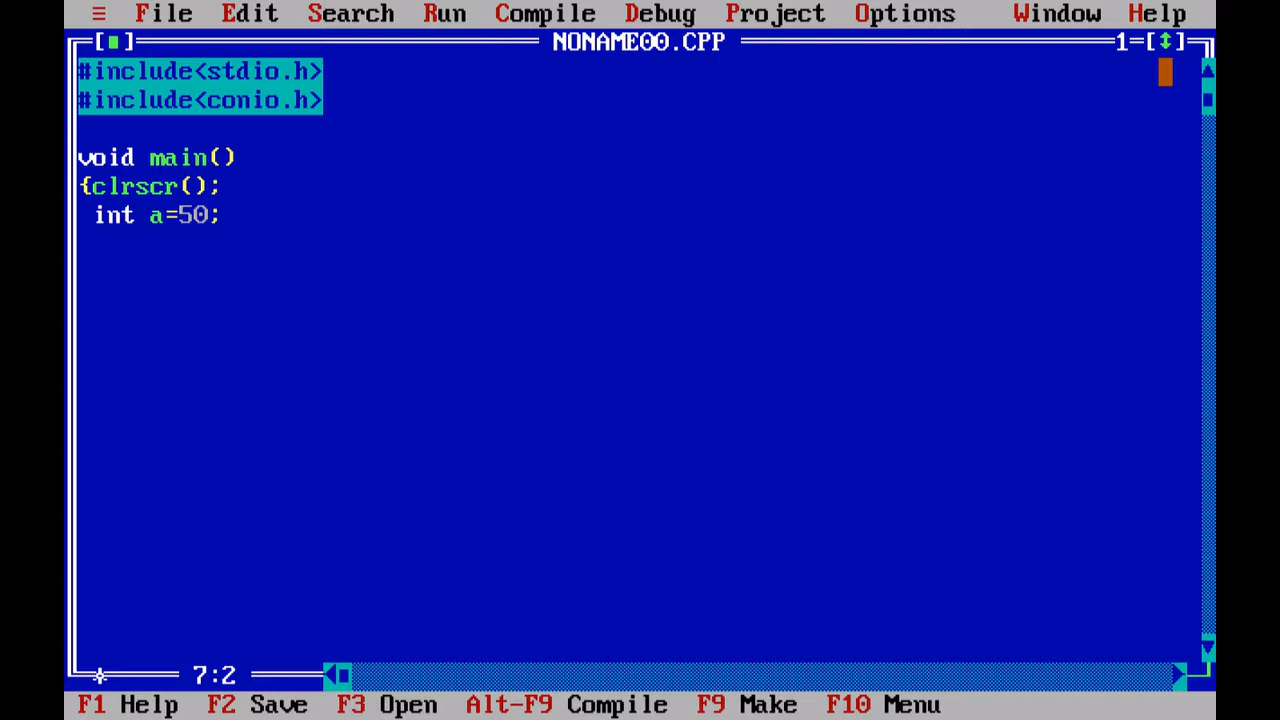 ≡ File Edit Search Run Compile Debug Project Options Window Help
[■] NONAME00.CPP 1=[↕]
#include<stdio.h>
#include<conio.h>
void main()
{clrscr();
int a=50;
7:2
F1 Help F2 Save F3 Open Alt-F9 Compile F9 Make F10 Menu